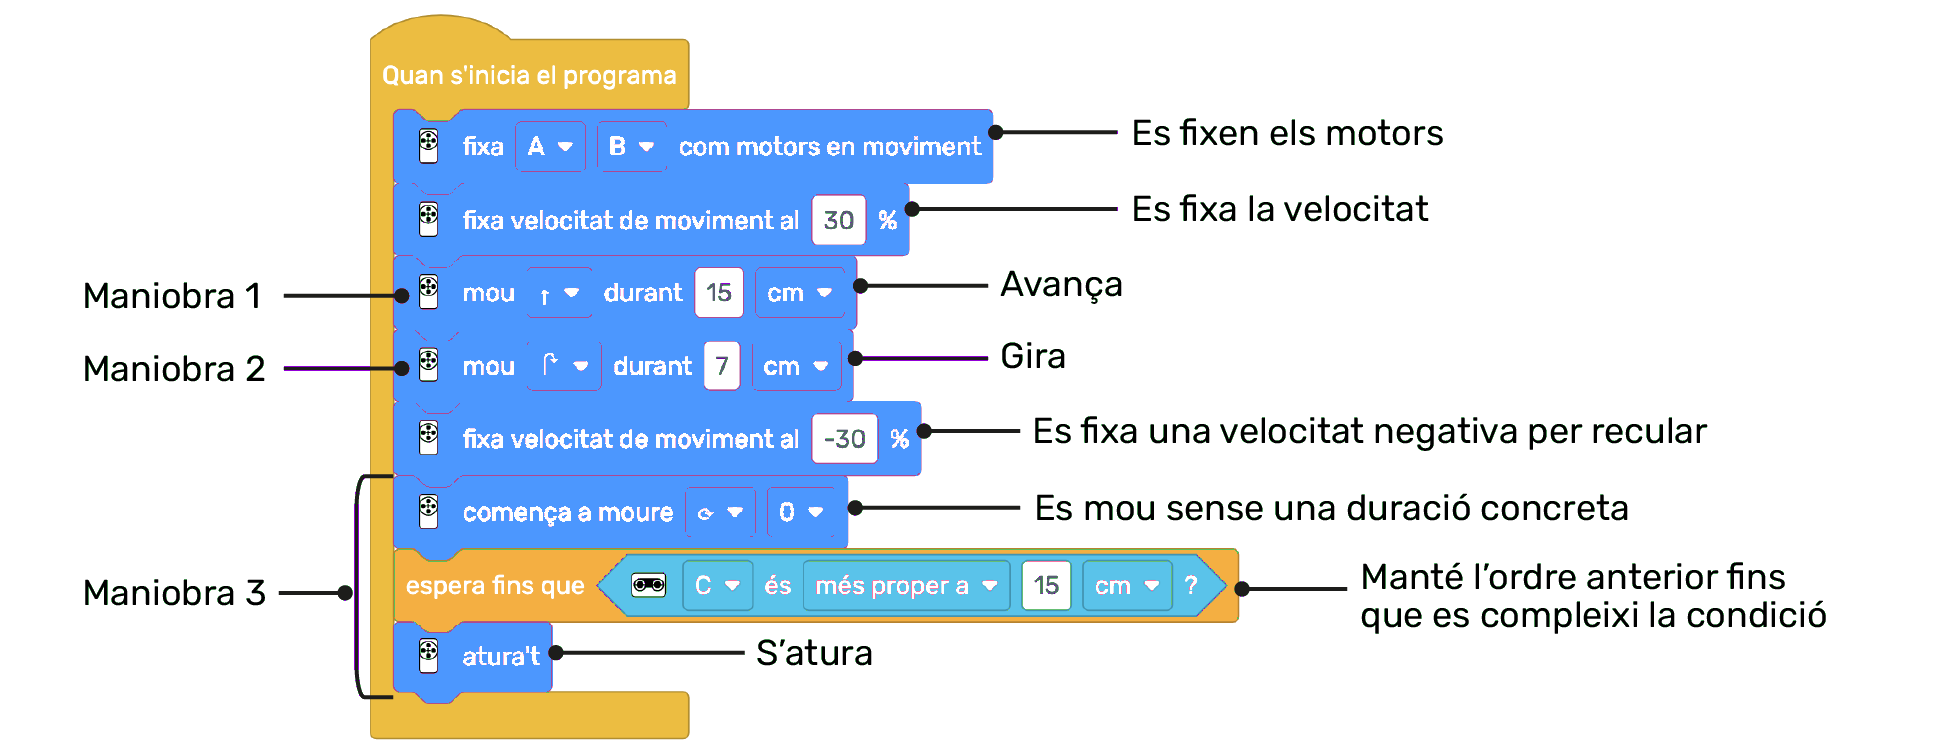 Quan s'inicia el programa
fixa A B com motors en moviment
Es fixen els motors
fixa velocitat de moviment al 30 %
Es fixa la velocitat
Maniobra 1
mou durant 15 cm
Avança
Maniobra 2
mou durant 7 cm
Gira
fixa velocitat de moviment al -30 %
Es fixa una velocitat negativa per recular
comença a moure 0
Es mou sense una duració concreta
Maniobra 3
espera fins que C és més proper a 15 cm ?
Manté l’ordre anterior fins
que es compleixi la condició
atura't
S’atura